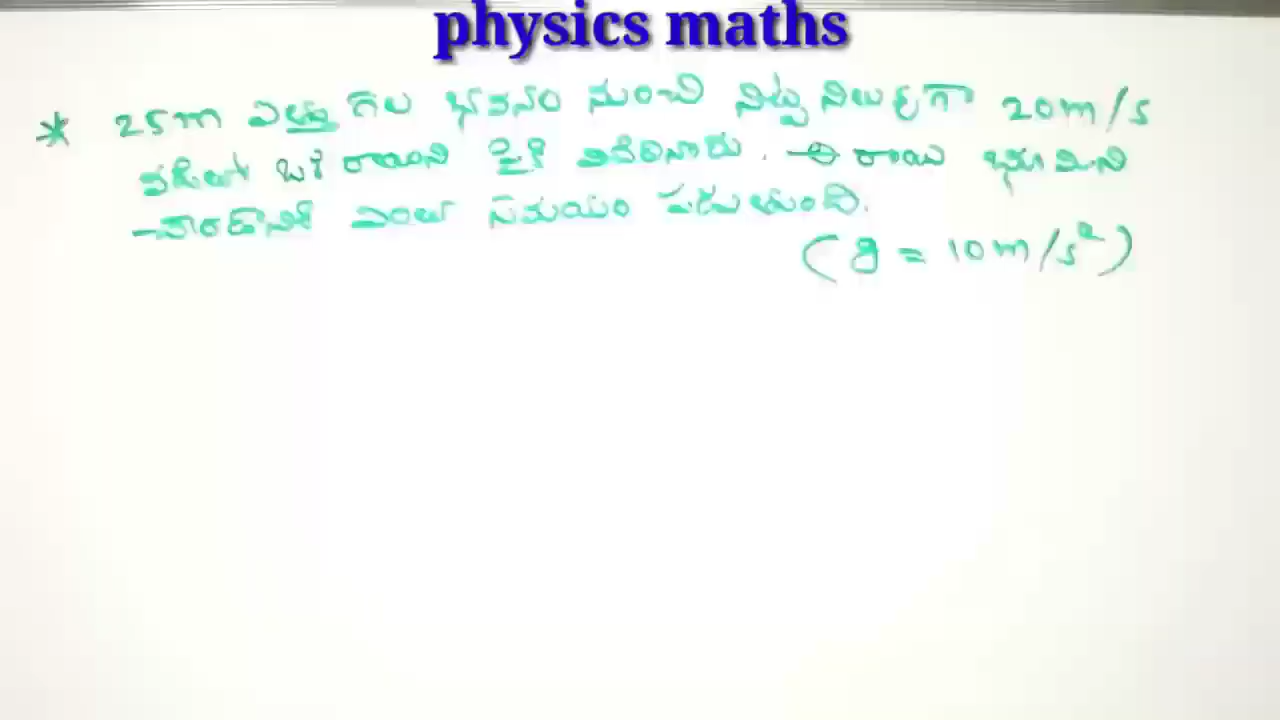 physics maths
* 25m ఎత్తు గల భవనం నుంచి నిట్టనిలువుగా 20m/s
వడితో ఒక రాయిని పైకి విసిరినారు. ఆ రాయి భూమిని
చేరడానికి ఎంత సమయం పడుతుంది.
(g = 10m/s²)